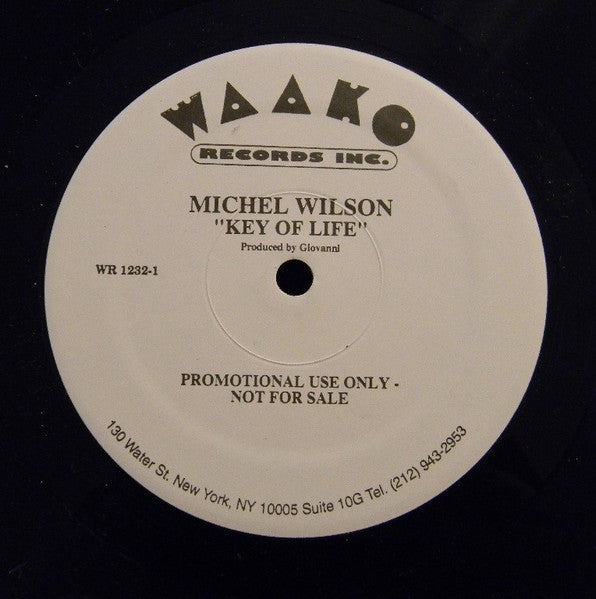 WAAKO
RECORDS INC.
MICHEL WILSON
"KEY OF LIFE"
Produced by Giovanni
WR 1232-1
PROMOTIONAL USE ONLY -
NOT FOR SALE
130 Water St. New York, NY 10005 Suite 10G Tel. (212) 943-2953